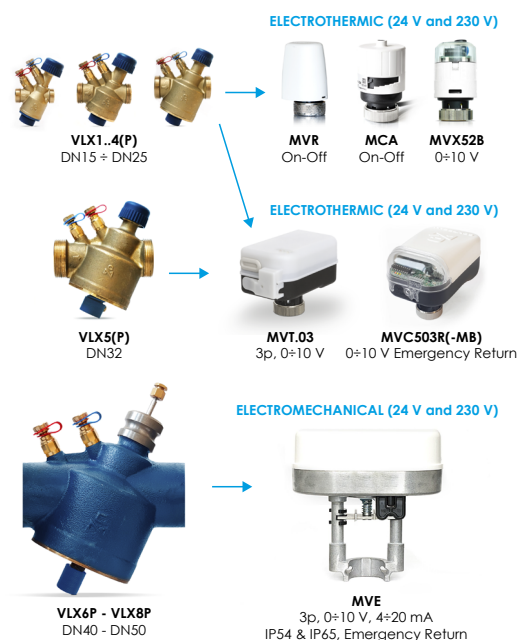 ELECTROTHERMIC (24 V and 230 V)
VLX1..4(P)
DN15 ÷ DN25
MVR
On-Off
MCA
On-Off
MVX52B
0÷10 V
ELECTROTHERMIC (24 V and 230 V)
VLX5(P)
DN32
MVT.03
3p, 0÷10 V
MVC503R(-MB)
0÷10 V Emergency Return
ELECTROMECHANICAL (24 V and 230 V)
VLX6P - VLX8P
DN40 - DN50
MVE
3p, 0÷10 V, 4÷20 mA
IP54 & IP65, Emergency Return